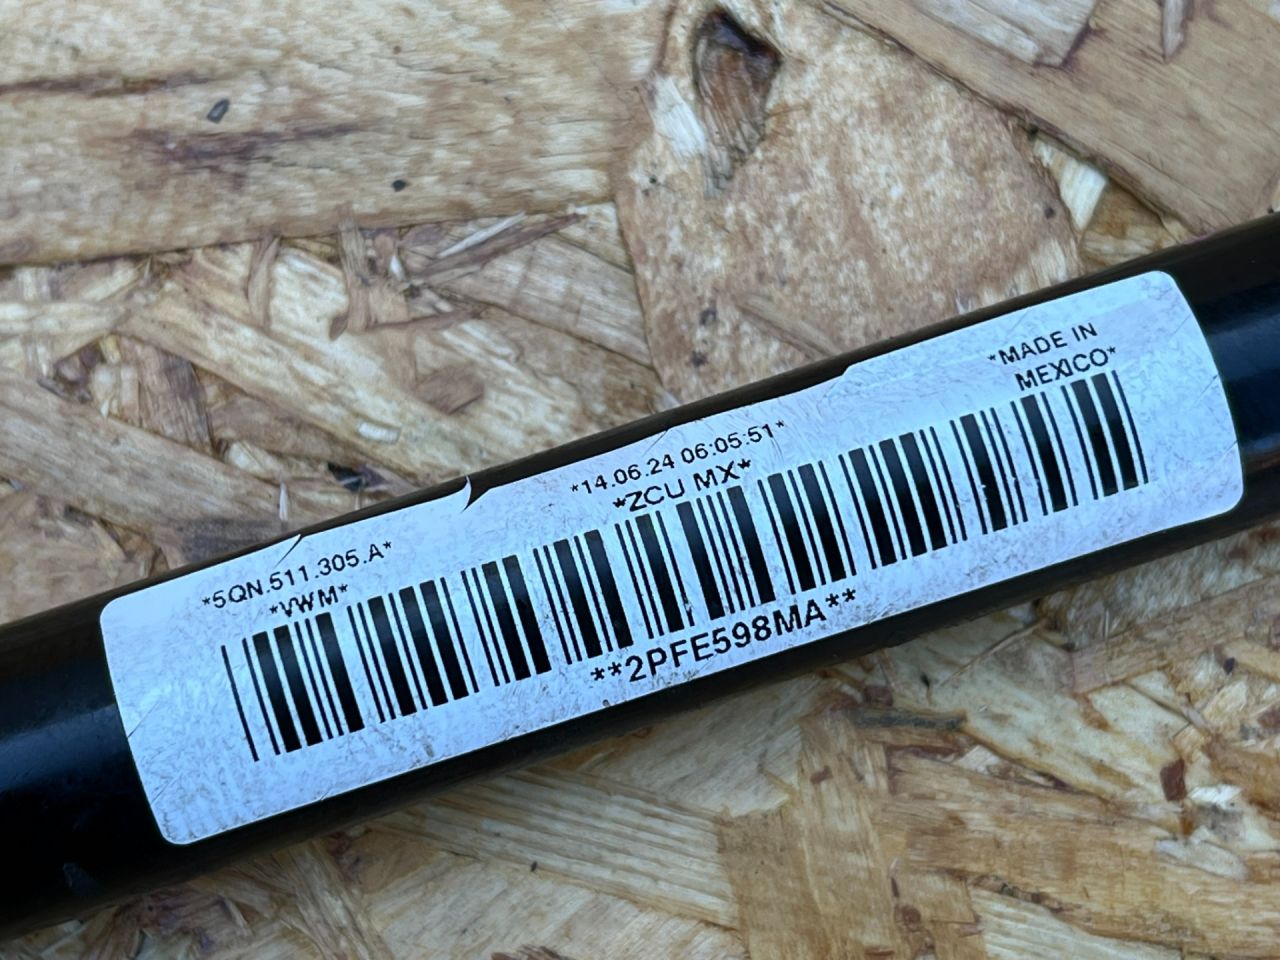 *5QN.511.305.A*
*VWM*
*14.06.24 06:05:51*
*ZCU MX*
*MADE IN
MEXICO*
**2PFE598MA**